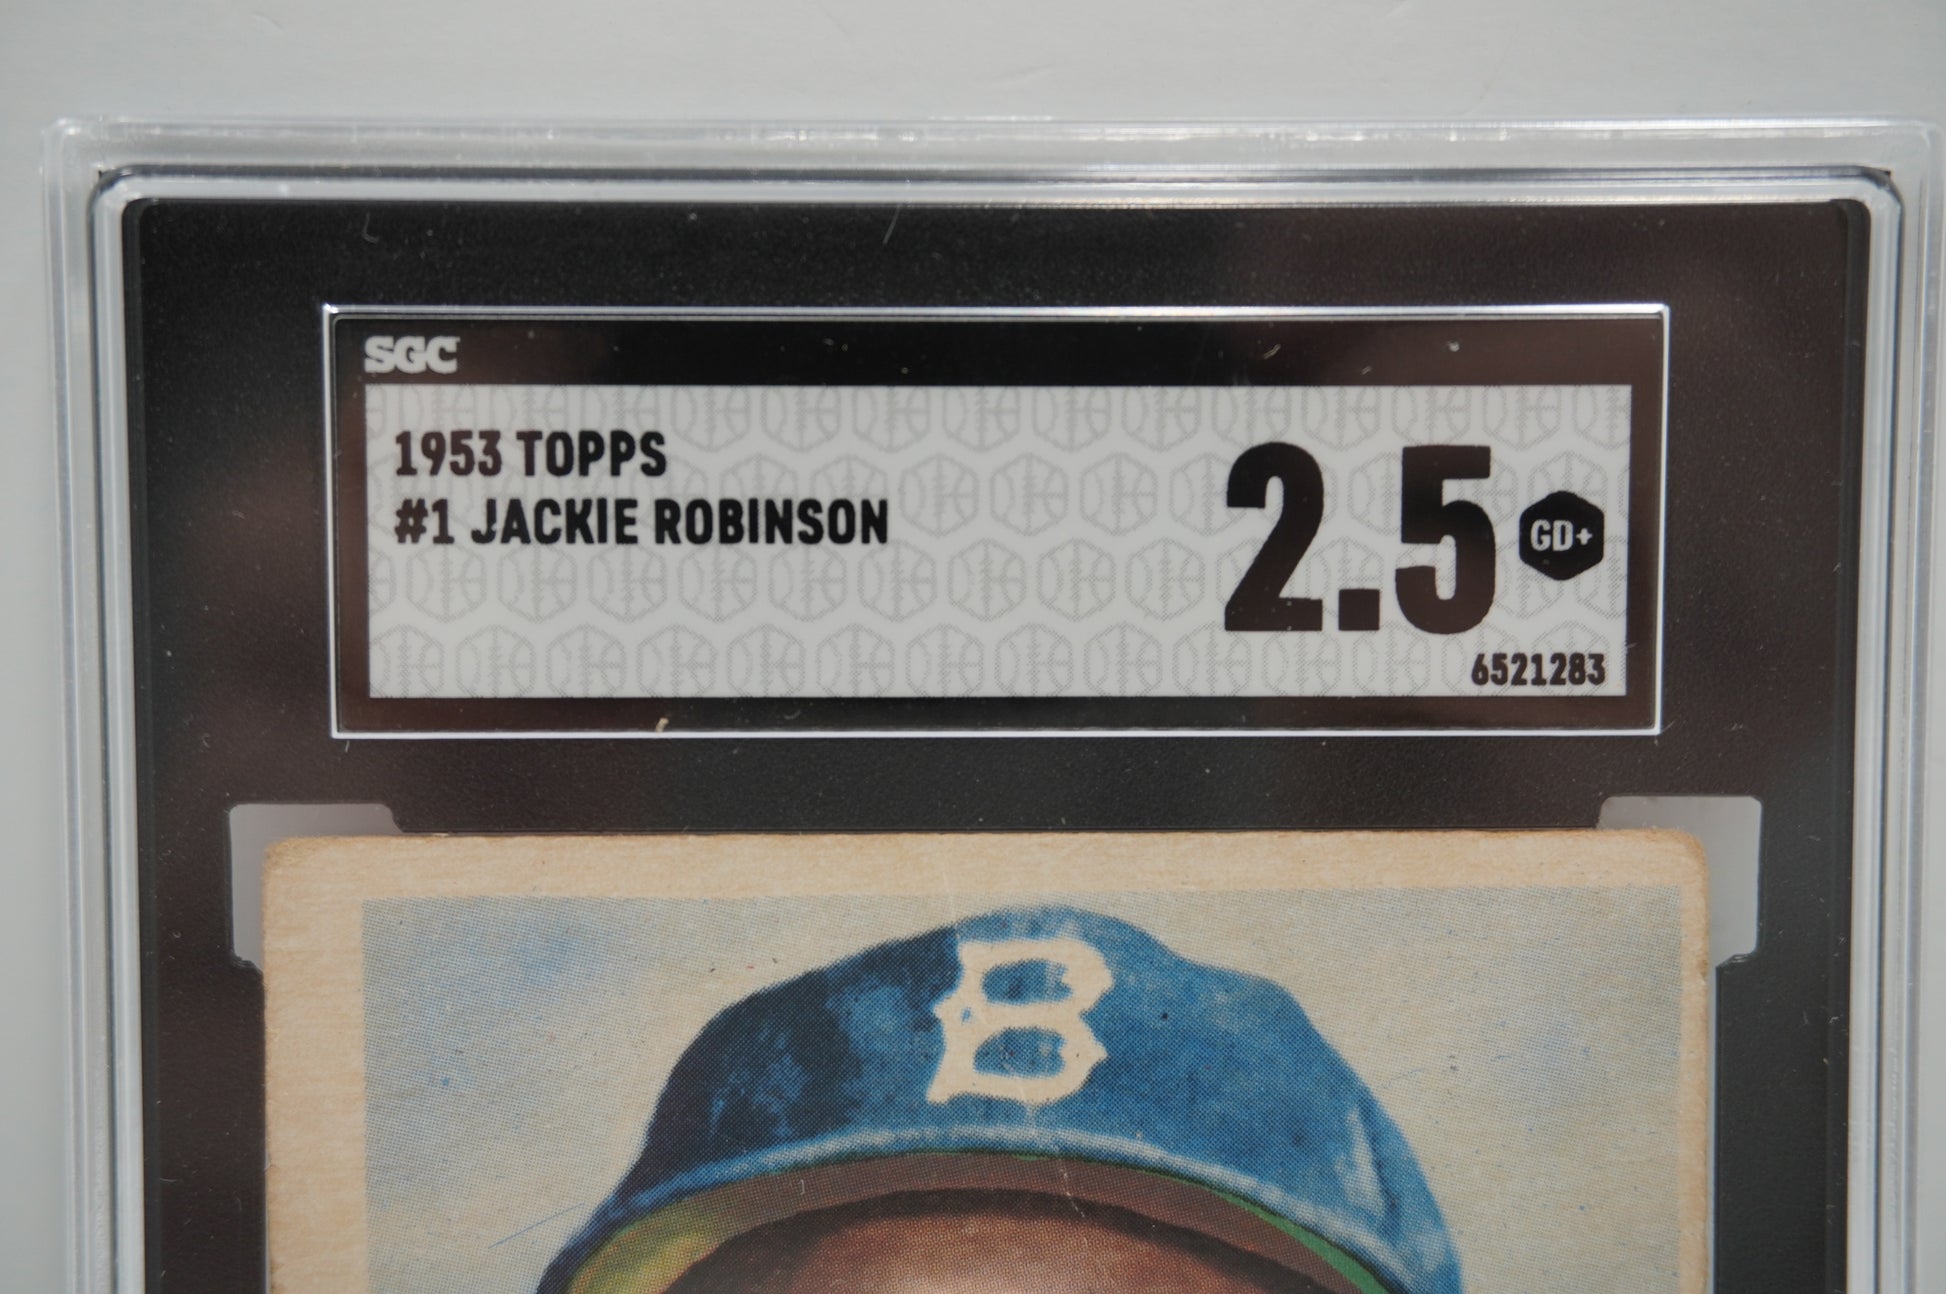 SGC
1953 TOPPS
#1 JACKIE ROBINSON
2.5
GD+
6521283
B